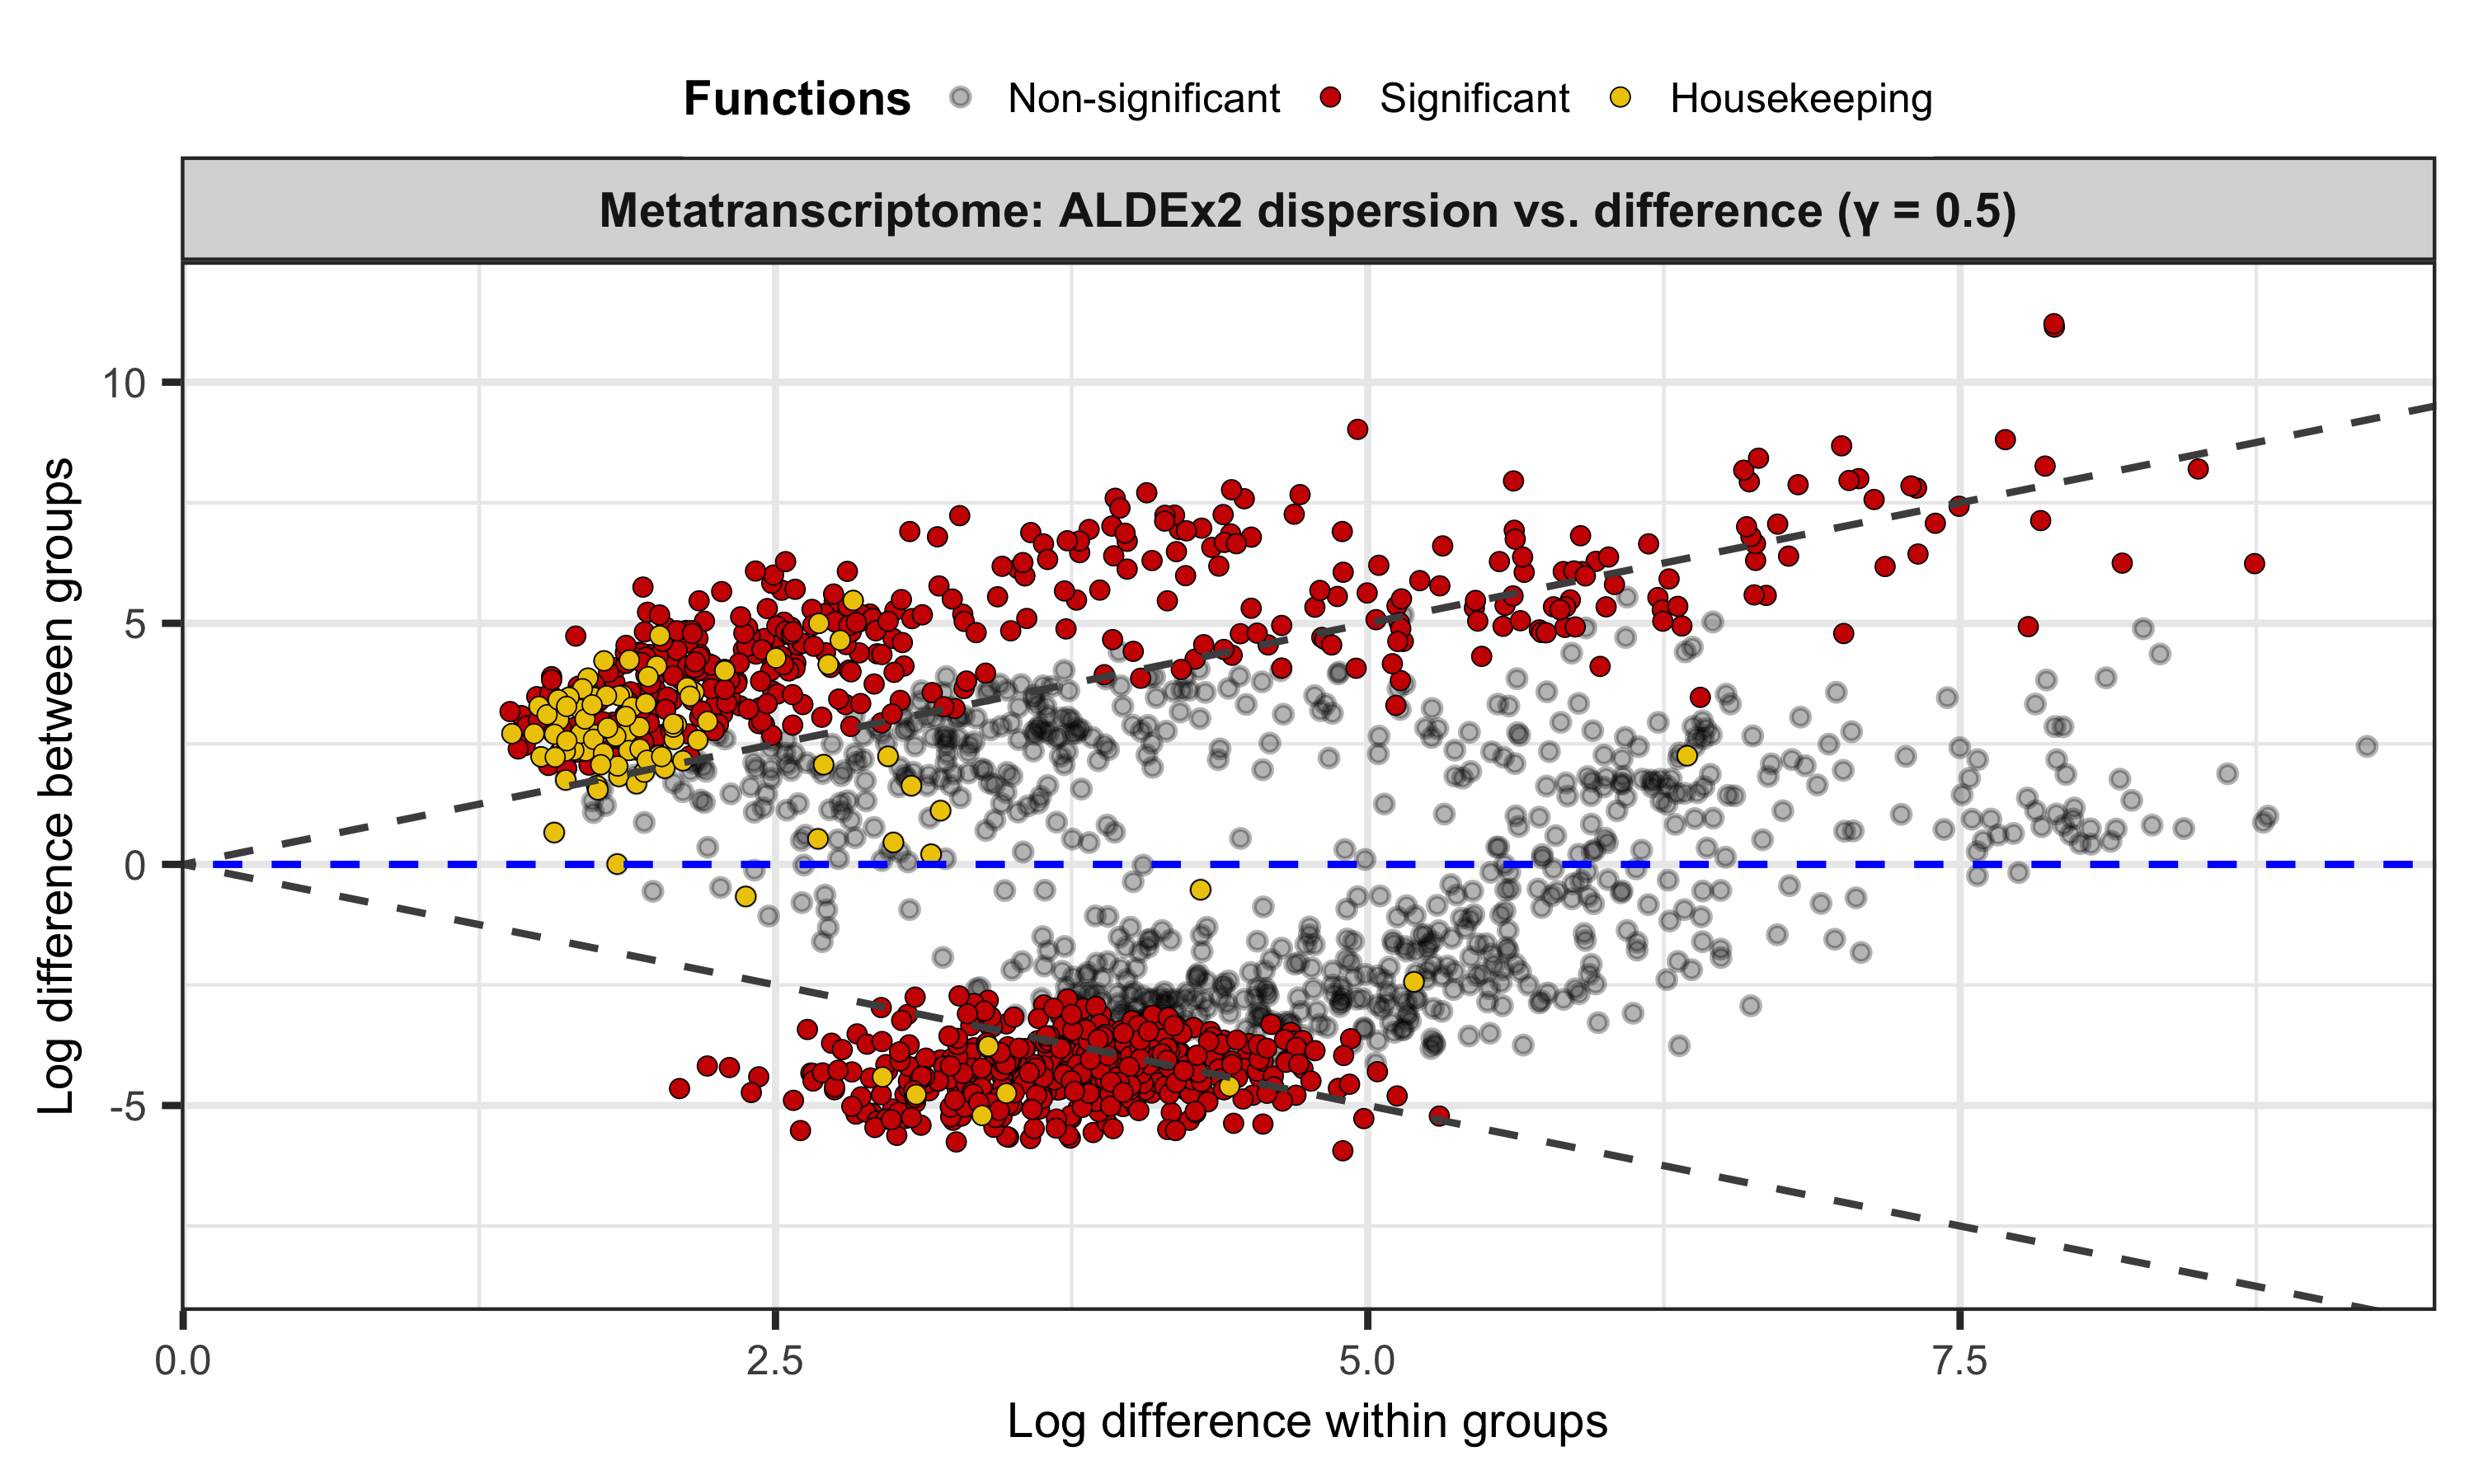 Functions Non-significant Significant Housekeeping
Metatranscriptome: ALDEx2 dispersion vs. difference (γ = 0.5)
10
5
0
-5
Log difference between groups
0.0 2.5 5.0 7.5
Log difference within groups